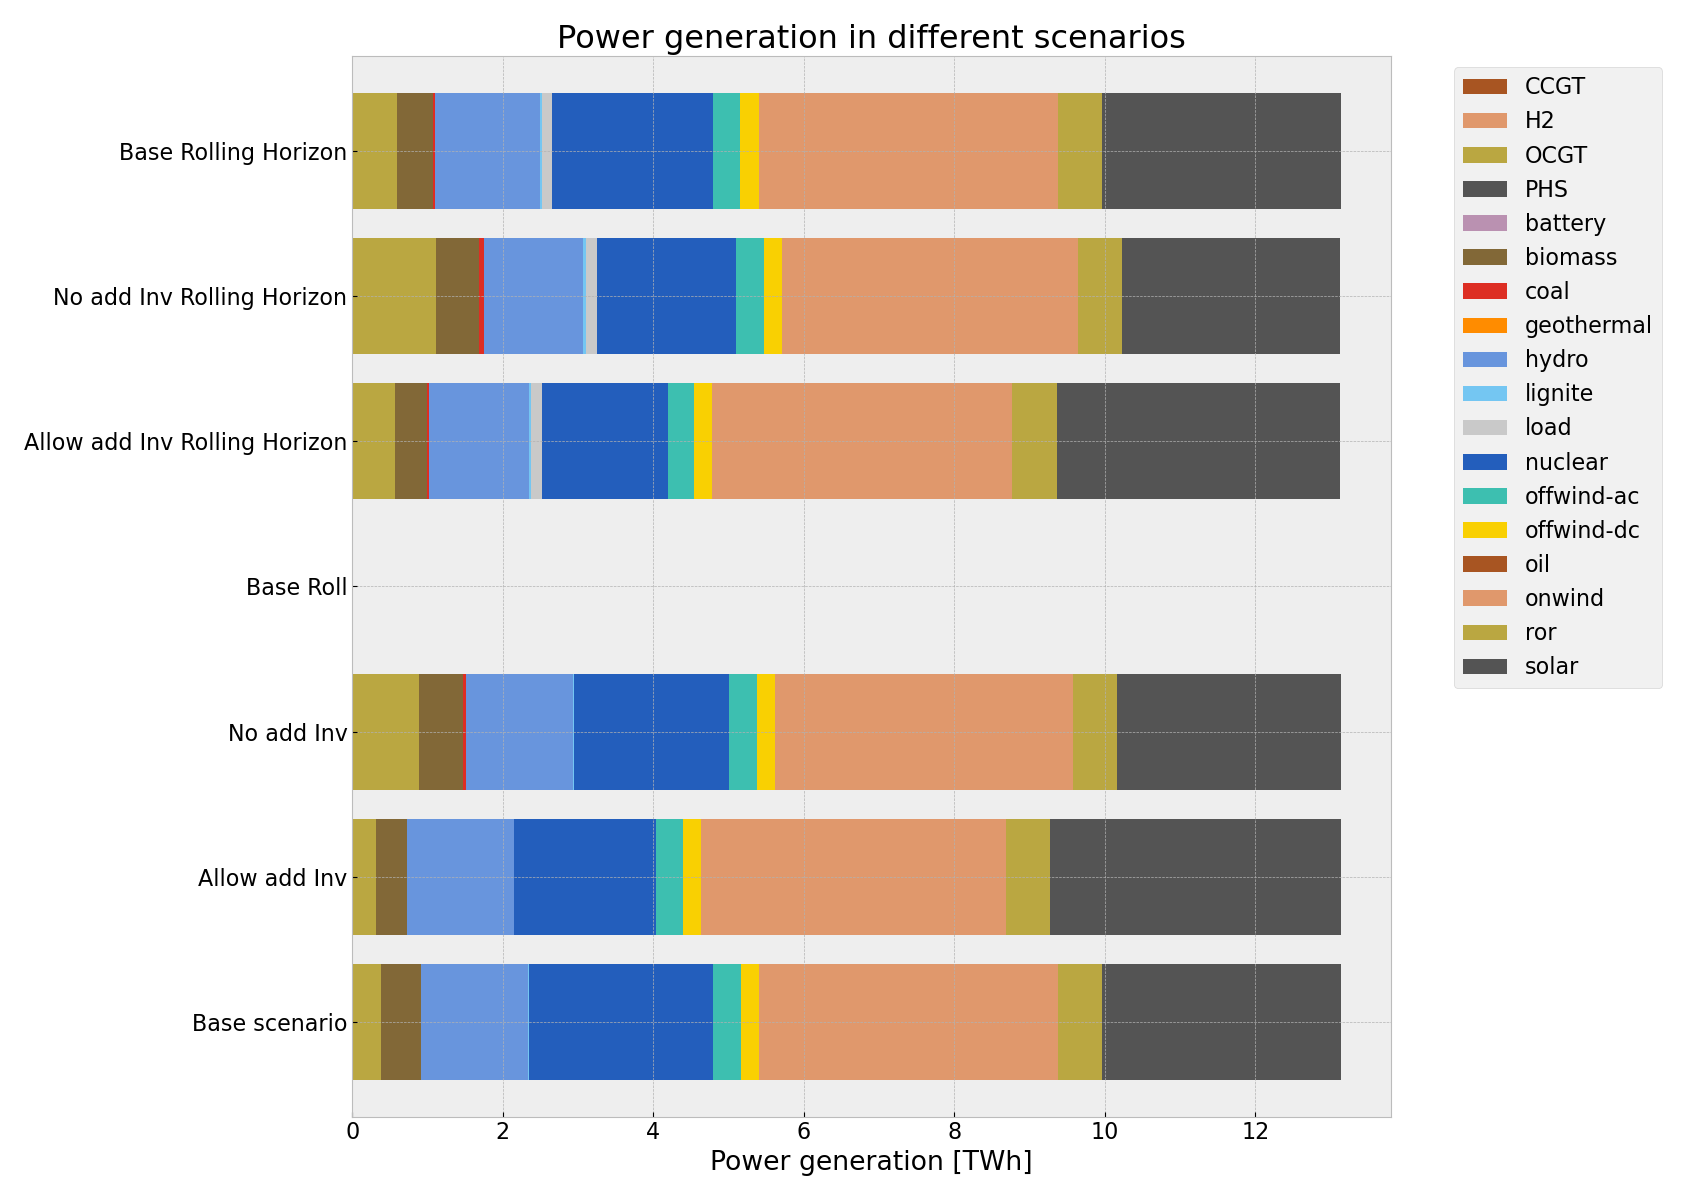 Power generation in different scenarios
Base Rolling Horizon
No add Inv Rolling Horizon
Allow add Inv Rolling Horizon
Base Roll
No add Inv
Allow add Inv
Base scenario
0 2 4 6 8 10 12
Power generation [TWh]
CCGT
H2
OCGT
PHS
battery
biomass
coal
geothermal
hydro
lignite
load
nuclear
offwind-ac
offwind-dc
oil
onwind
ror
solar